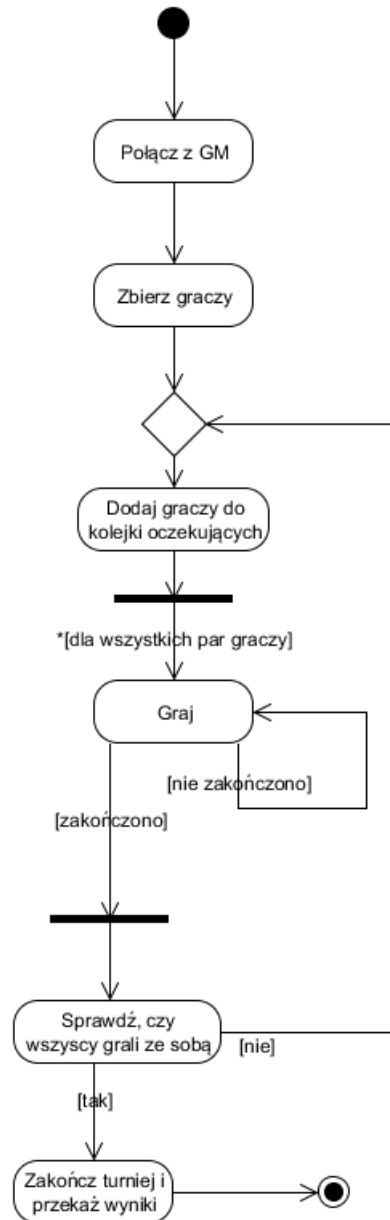 Połącz z GM
Zbierz graczy
Dodaj graczy do
kolejki oczekujących
*[dla wszystkich par graczy]
Graj
[nie zakończono]
[zakończono]
Sprawdź, czy
wszyscy grali ze sobą
[nie]
[tak]
Zakończ turniej i
przekaż wyniki